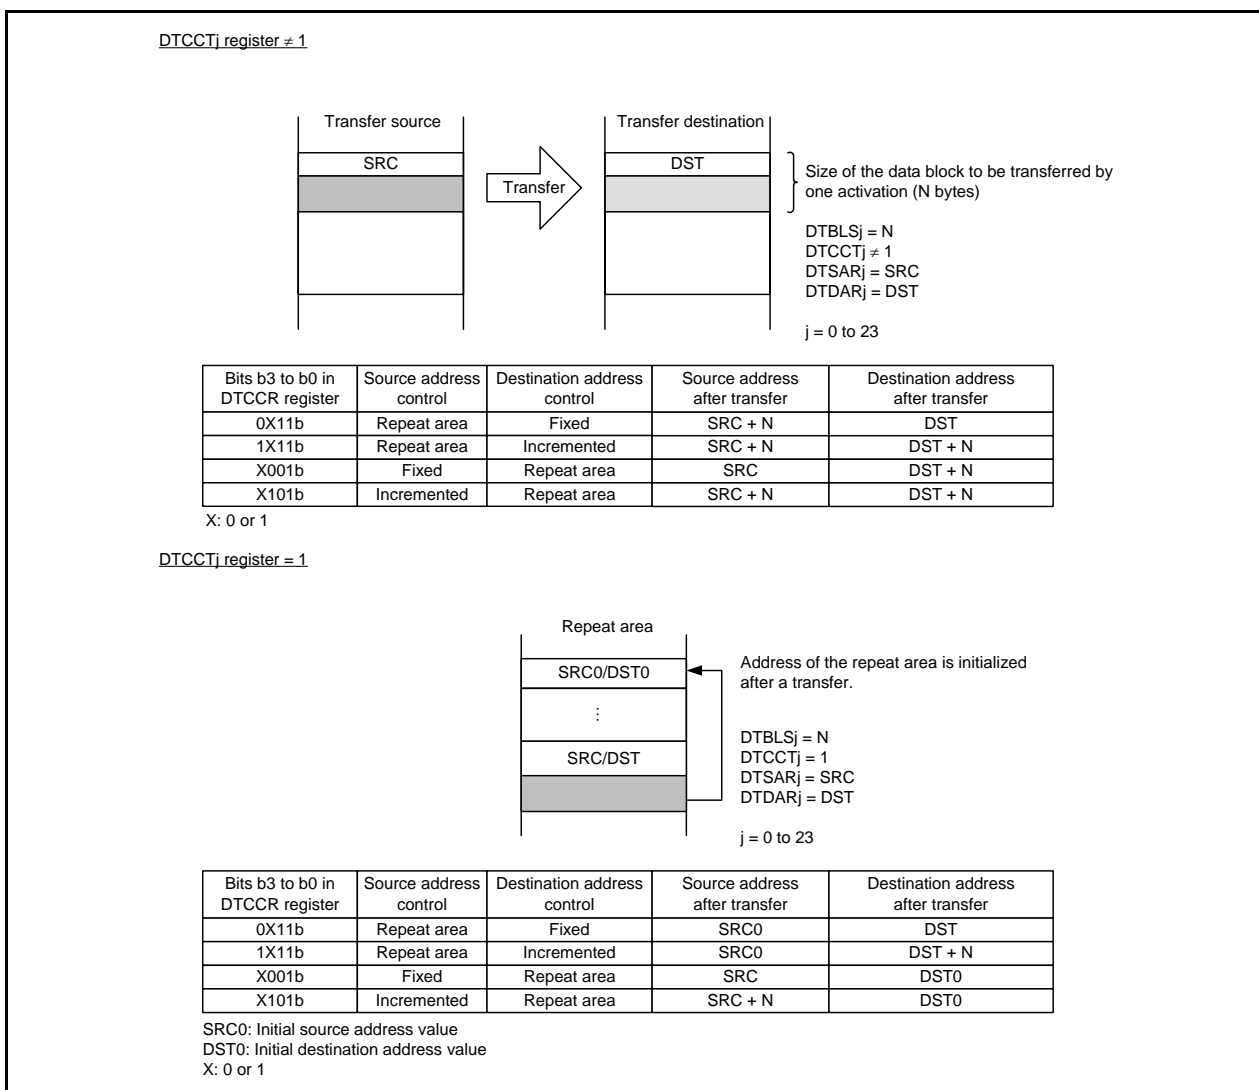 DTCCTj register ≠ 1
Transfer source
Transfer destination
SRC
DST
Transfer
Size of the data block to be transferred by
one activation (N bytes)
DTBLSj = N
DTCCTj ≠ 1
DTSARj = SRC
DTDARj = DST
j = 0 to 23
Bits b3 to b0 in DTCCR register | Source address control | Destination address control | Source address after transfer | Destination address after transfer
0X11b | Repeat area | Fixed | SRC + N | DST
1X11b | Repeat area | Incremented | SRC + N | DST + N
X001b | Fixed | Repeat area | SRC | DST + N
X101b | Incremented | Repeat area | SRC + N | DST + N
X: 0 or 1
DTCCTj register = 1
Repeat area
SRC0/DST0
⋮
SRC/DST
Address of the repeat area is initialized
after a transfer.
DTBLSj = N
DTCCTj = 1
DTSARj = SRC
DTDARj = DST
j = 0 to 23
Bits b3 to b0 in DTCCR register | Source address control | Destination address control | Source address after transfer | Destination address after transfer
0X11b | Repeat area | Fixed | SRC0 | DST
1X11b | Repeat area | Incremented | SRC0 | DST + N
X001b | Fixed | Repeat area | SRC | DST0
X101b | Incremented | Repeat area | SRC + N | DST0
SRC0: Initial source address value
DST0: Initial destination address value
X: 0 or 1